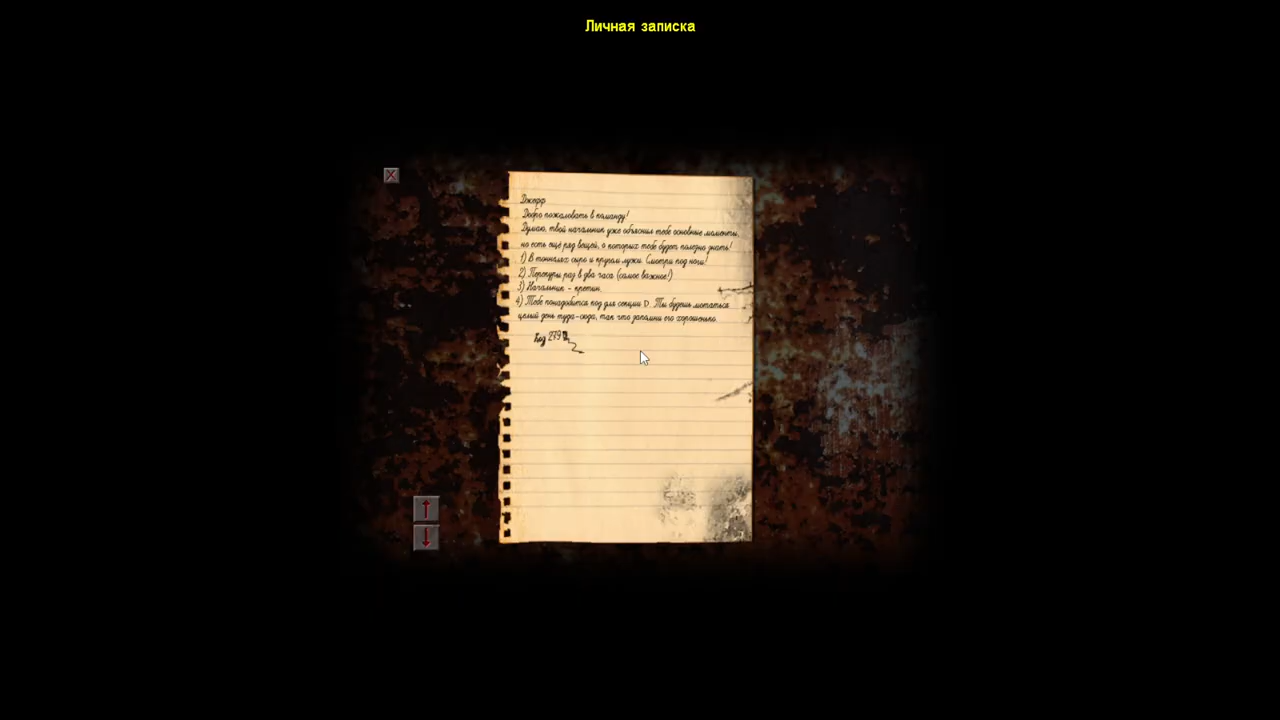 Личная записка
X
Джефф
Добро пожаловать в команду!
Думаю, твой начальник уже объяснил тебе основные моменты,
но есть ещё ряд вещей, о которых тебе будет полезно знать!
1) В тоннелях сыро и кругом лужи. Смотри под ноги!
2) Перекуры раз в два часа (самое важное!)
3) Начальник - кретин.
4) Тебе понадобится код для секции D. Ты будешь мотаться
целый день туда-сюда, так что запомни его хорошенько.
Код 279